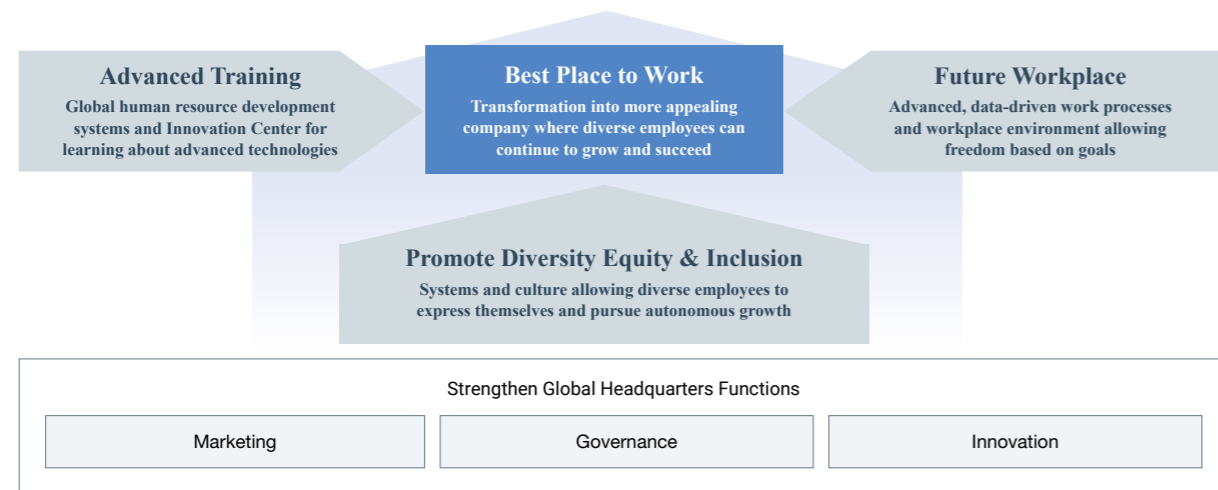 Advanced Training
Global human resource development
systems and Innovation Center for
learning about advanced technologies
Best Place to Work
Transformation into more appealing
company where diverse employees can
continue to grow and succeed
Future Workplace
Advanced, data-driven work processes
and workplace environment allowing
freedom based on goals
Promote Diversity Equity & Inclusion
Systems and culture allowing diverse employees to
express themselves and pursue autonomous growth
Strengthen Global Headquarters Functions
Marketing
Governance
Innovation